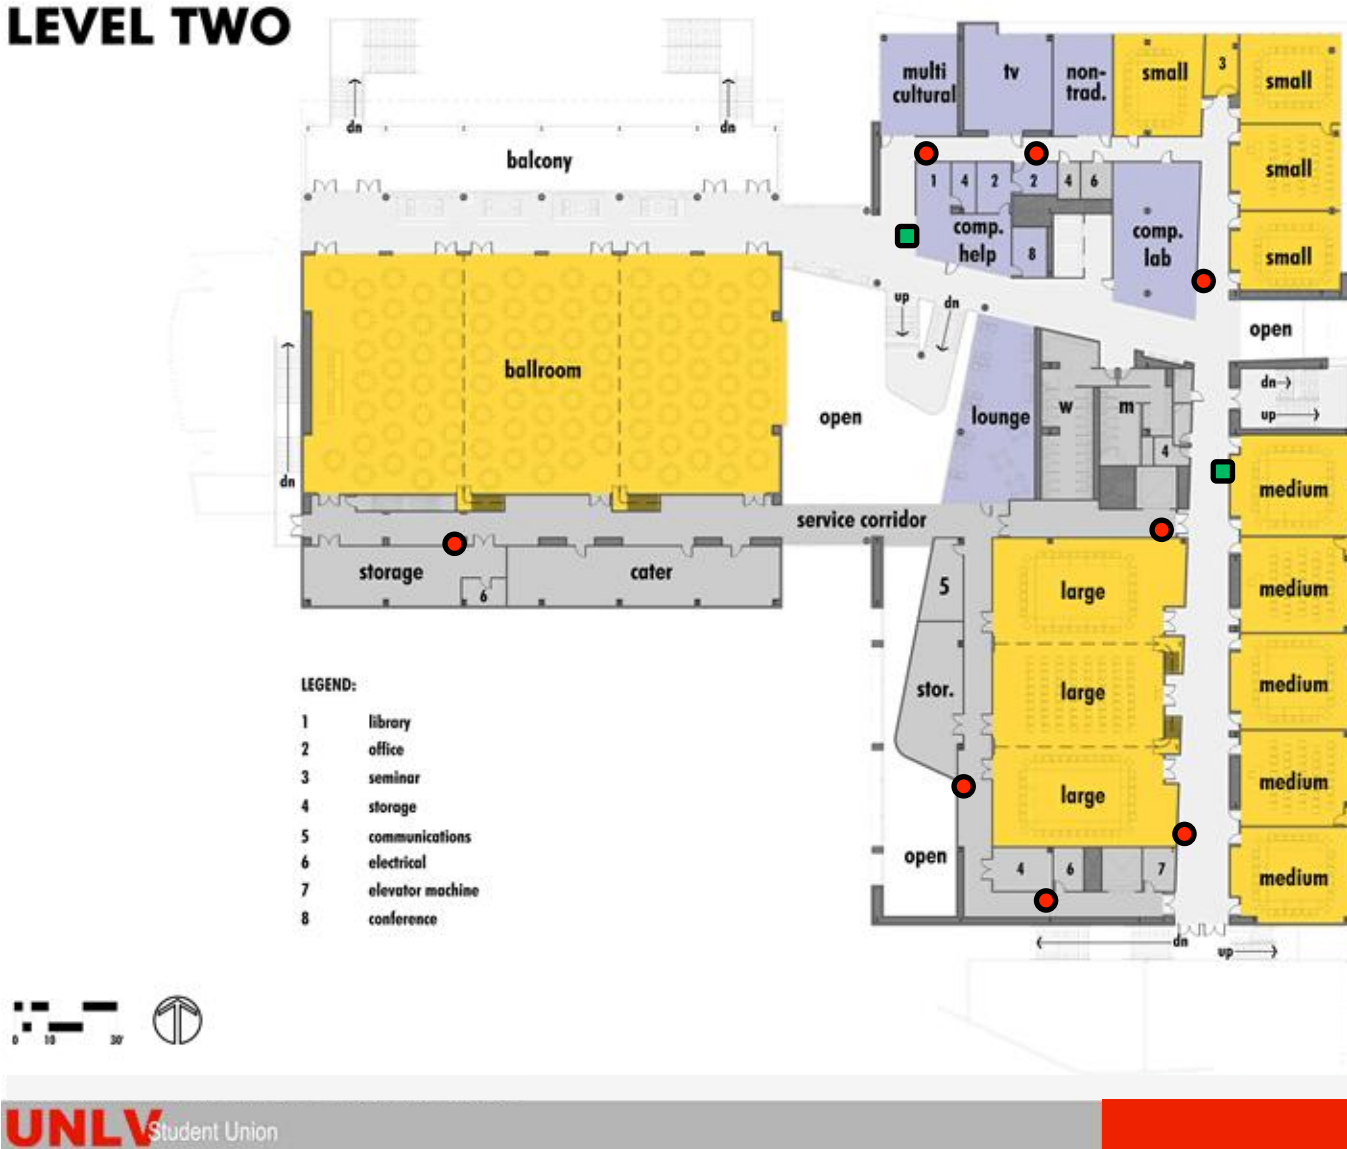 LEVEL TWO
multi
cultural
tv
non-
trad.
small
3
small
dn
dn
balcony
small
1
4
2
2
4
6
comp.
help
8
comp.
lab
small
up
dn
open
ballroom
dn
up
open
lounge
w
m
4
dn
medium
service corridor
storage
6
cater
5
large
medium
stor.
large
medium
large
medium
open
4
6
7
medium
dn
up
LEGEND:
1 library
2 office
3 seminar
4 storage
5 communications
6 electrical
7 elevator machine
8 conference
0 10 30'
UNLV Student Union